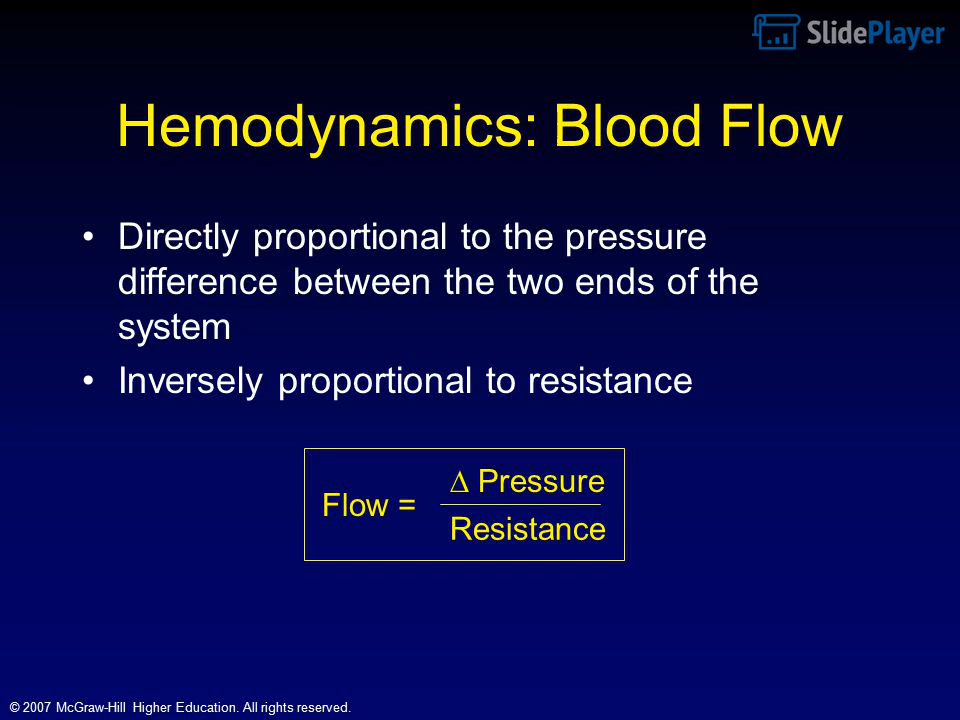 SlidePlayer
Hemodynamics: Blood Flow
• Directly proportional to the pressure
difference between the two ends of the
system
• Inversely proportional to resistance
Flow =
∆ Pressure
Resistance
© 2007 McGraw-Hill Higher Education. All rights reserved.